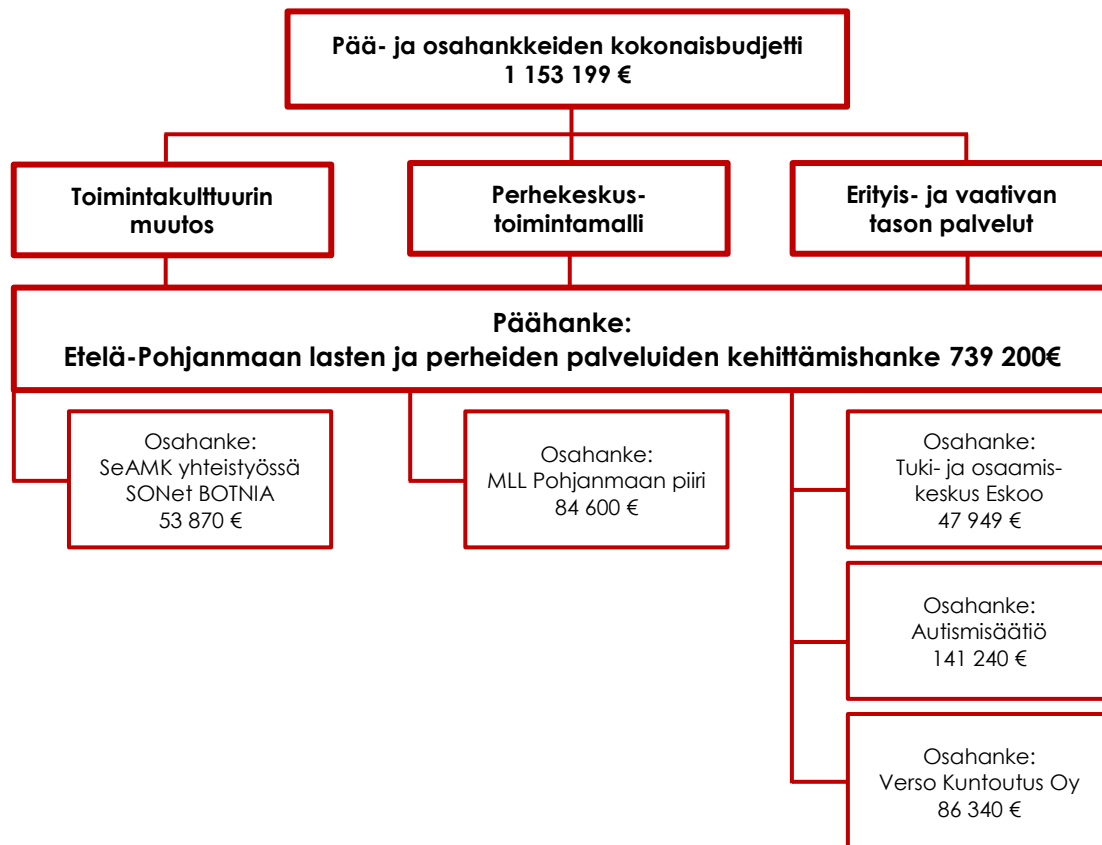 Pää- ja osahankkeiden kokonaisbudjetti
1 153 199 €
Toimintakulttuurin
muutos
Perhekeskus-
toimintamalli
Erityis- ja vaativan
tason palvelut
Päähanke:
Etelä-Pohjanmaan lasten ja perheiden palveluiden kehittämishanke 739 200€
Osahanke:
SeAMK yhteistyössä
SONet BOTNIA
53 870 €
Osahanke:
MLL Pohjanmaan piiri
84 600 €
Osahanke:
Tuki- ja osaamis-
keskus Eskoo
47 949 €
Osahanke:
Autismisäätiö
141 240 €
Osahanke:
Verso Kuntoutus Oy
86 340 €